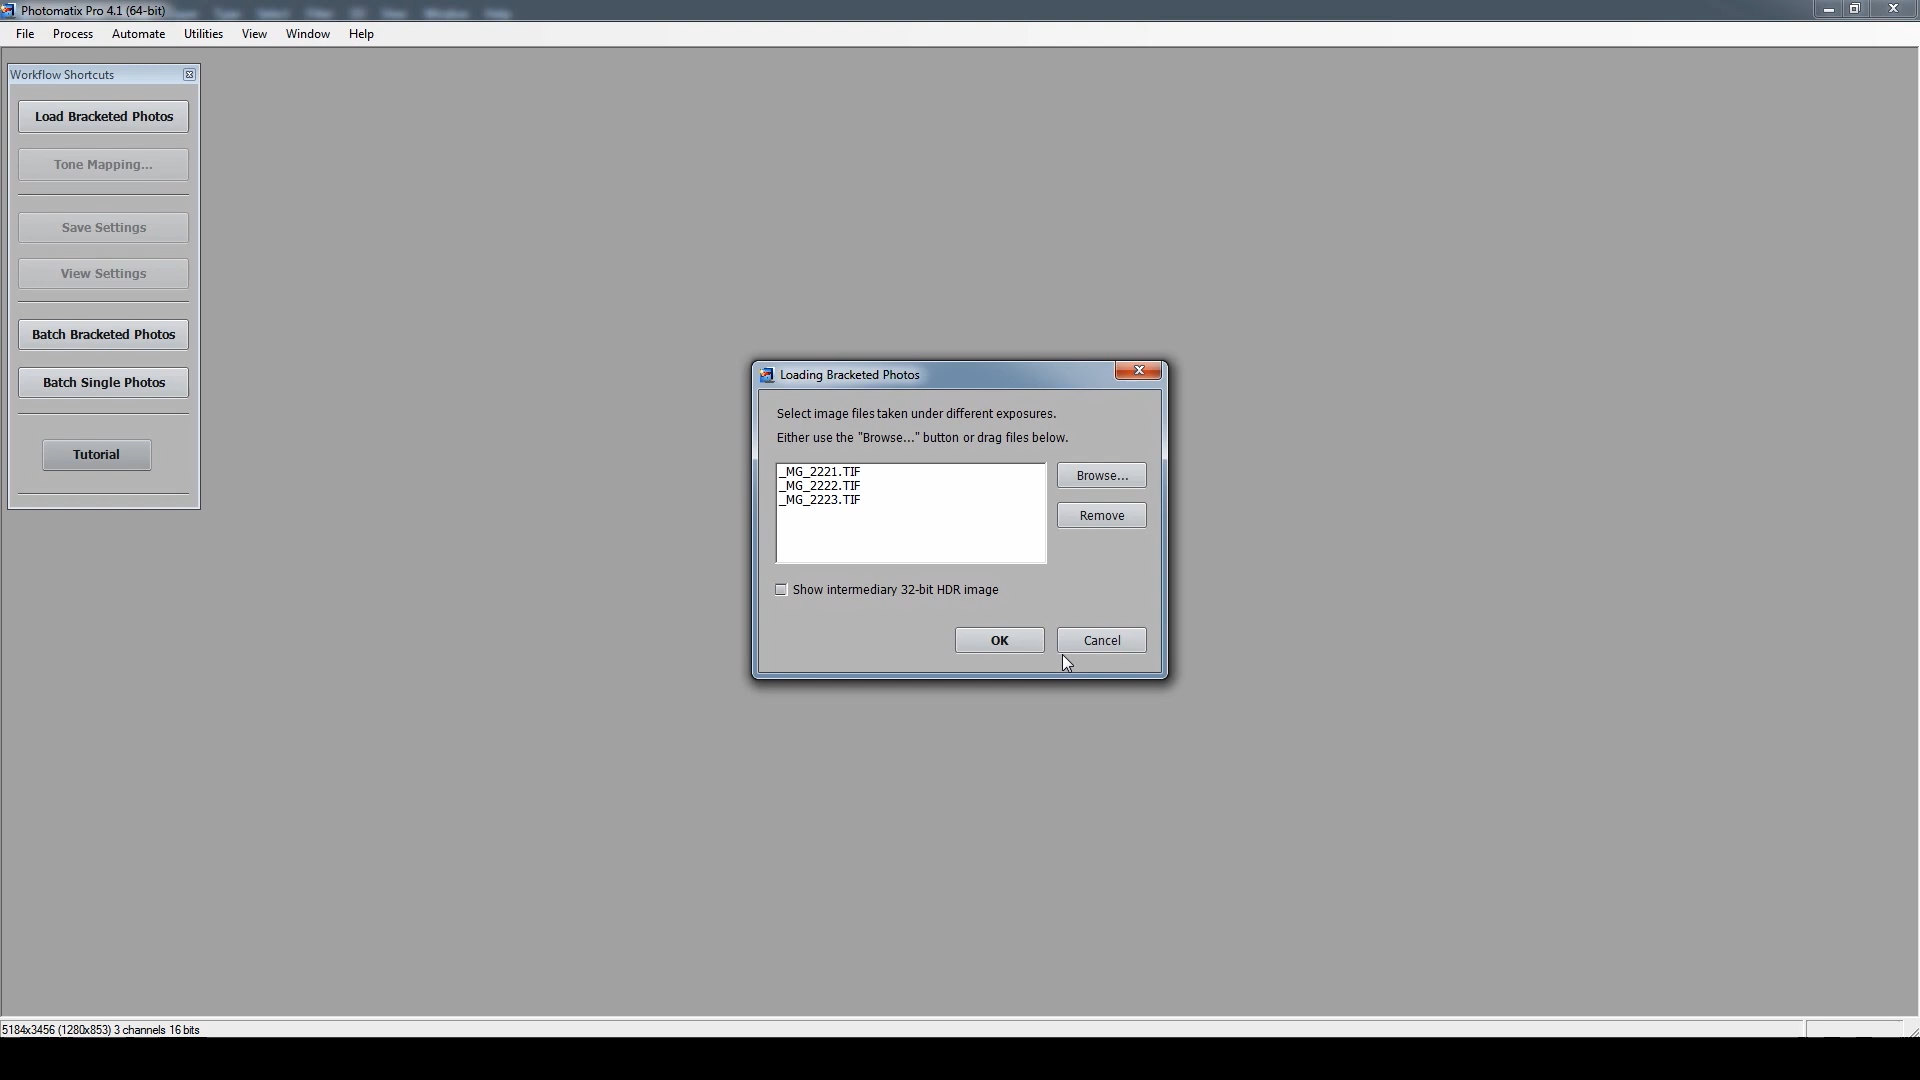 Photomatix Pro 4.1 (64-bit)
File Process Automate Utilities View Window Help
Workflow Shortcuts
Load Bracketed Photos
Tone Mapping...
Save Settings
View Settings
Batch Bracketed Photos
Batch Single Photos
Tutorial
Loading Bracketed Photos
Select image files taken under different exposures.
Either use the "Browse..." button or drag files below.
_MG_2221.TIF
_MG_2222.TIF
_MG_2223.TIF
Browse...
Remove
Show intermediary 32-bit HDR image
OK Cancel
5184x3456 (1280x853) 3 channels 16 bits